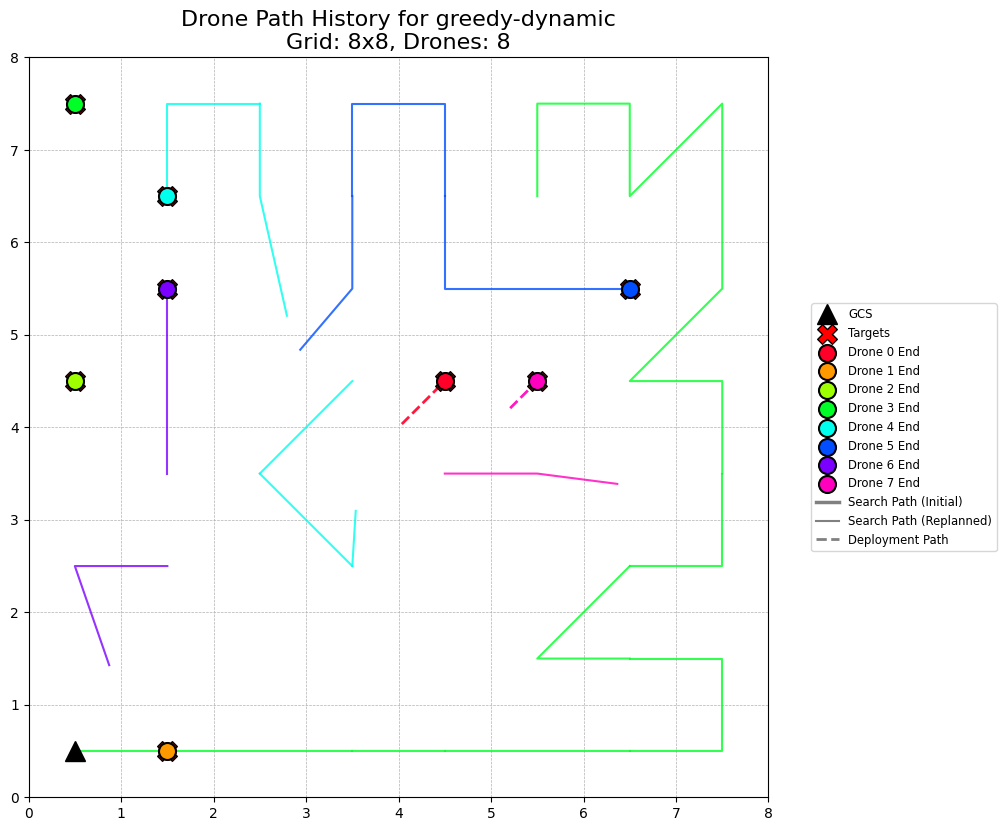 Drone Path History for greedy-dynamic
Grid: 8x8, Drones: 8
8
7
6
5
4
3
2
1
0
0 1 2 3 4 5 6 7 8
GCS
Targets
Drone 0 End
Drone 1 End
Drone 2 End
Drone 3 End
Drone 4 End
Drone 5 End
Drone 6 End
Drone 7 End
Search Path (Initial)
Search Path (Replanned)
Deployment Path